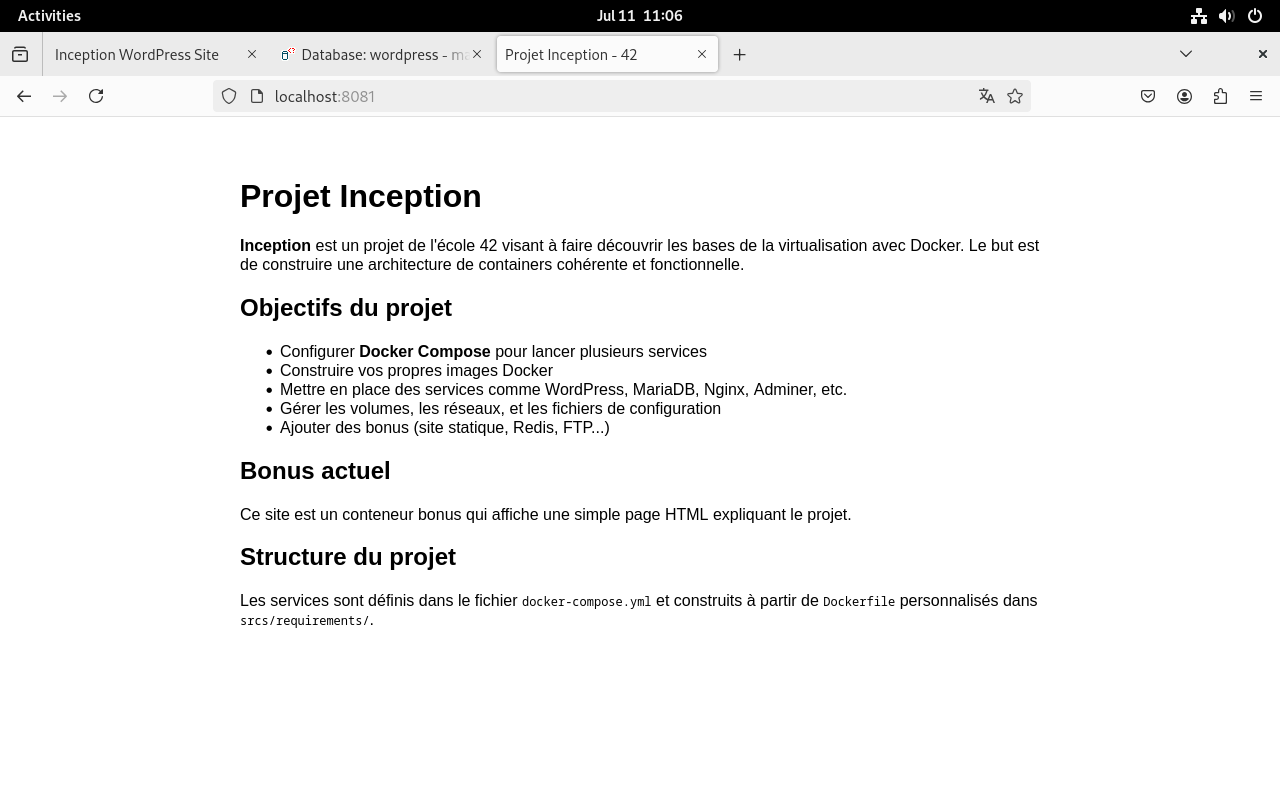 Activities
Jul 11 11:06
Inception WordPress Site
Database: wordpress - ma
Projet Inception - 42
localhost:8081
Projet Inception
Inception est un projet de l'école 42 visant à faire découvrir les bases de la virtualisation avec Docker. Le but est
de construire une architecture de containers cohérente et fonctionnelle.
Objectifs du projet
• Configurer Docker Compose pour lancer plusieurs services
• Construire vos propres images Docker
• Mettre en place des services comme WordPress, MariaDB, Nginx, Adminer, etc.
• Gérer les volumes, les réseaux, et les fichiers de configuration
• Ajouter des bonus (site statique, Redis, FTP...)
Bonus actuel
Ce site est un conteneur bonus qui affiche une simple page HTML expliquant le projet.
Structure du projet
Les services sont définis dans le fichier docker-compose.yml et construits à partir de Dockerfile personnalisés dans
srcs/requirements/.